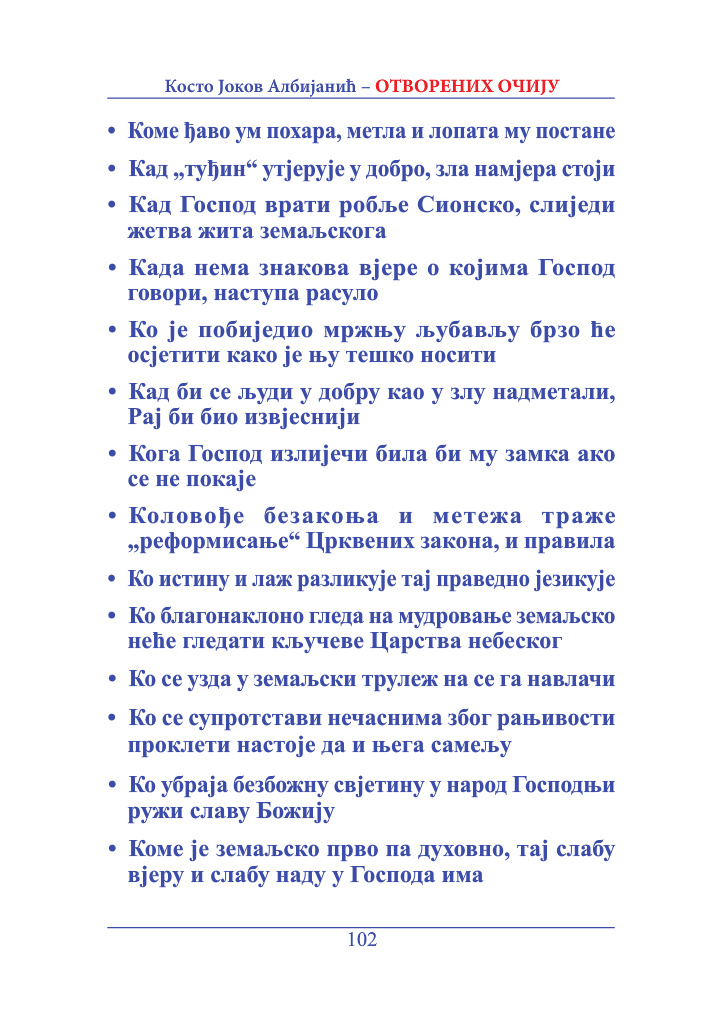 Косто Јоков Албијанић – ОТВОРЕНИХ ОЧИЈУ
• Коме ђаво ум похара, метла и лопата му постане
• Кад „туђин“ утјерује у добро, зла намјера стоји
• Кад Господ врати робље Сионско, слиједи
жетва жита земаљскога
• Када нема знакова вјере о којима Господ
говори, наступа расуло
• Ко је побиједио мржњу љубављу брзо ће
осјетити како је њу тешко носити
• Кад би се људи у добру као у злу надметали,
Рај би био извјеснији
• Кога Господ излијечи била би му замка ако
се не покаје
• Коловође безакоња и метежа траже
„реформисање“ Црквених закона, и правила
• Ко истину и лаж разликује тај праведно језикује
• Ко благонаклоно гледа на мудровање земаљско
неће гледати кључеве Царства небеског
• Ко се узда у земаљски трулеж на се га навлачи
• Ко се супротстави нечаснима због рањивости
проклети настоје да и њега самељу
• Ко убраја безбожну свјетину у народ Господњи
ружи славу Божију
• Коме је земаљско прво па духовно, тај слабу
вјеру и слабу наду у Господа има
102